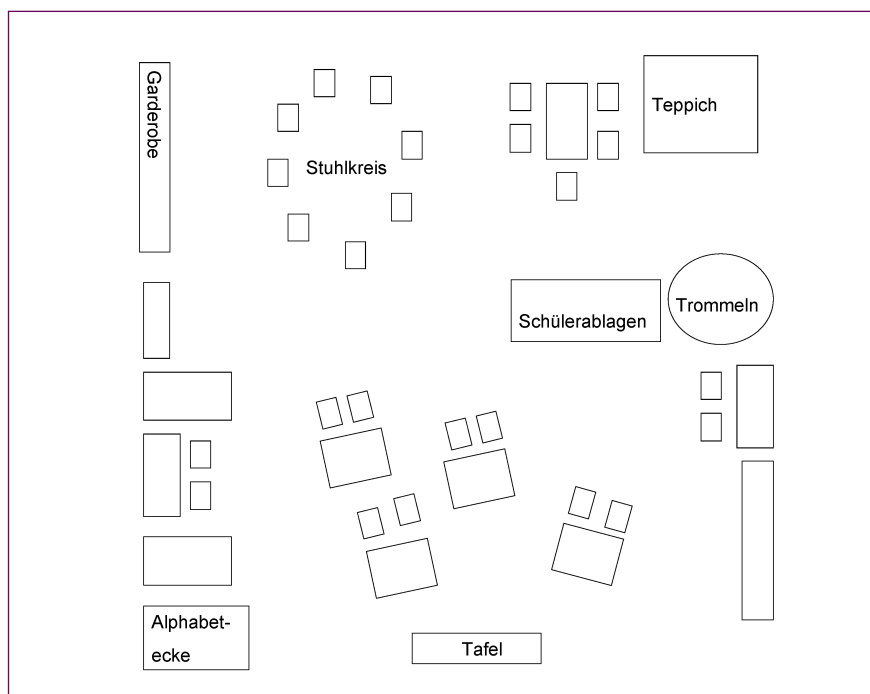 Garderobe
Stuhlkreis
Teppich
Schülerablagen
Trommeln
Alphabet-
ecke
Tafel